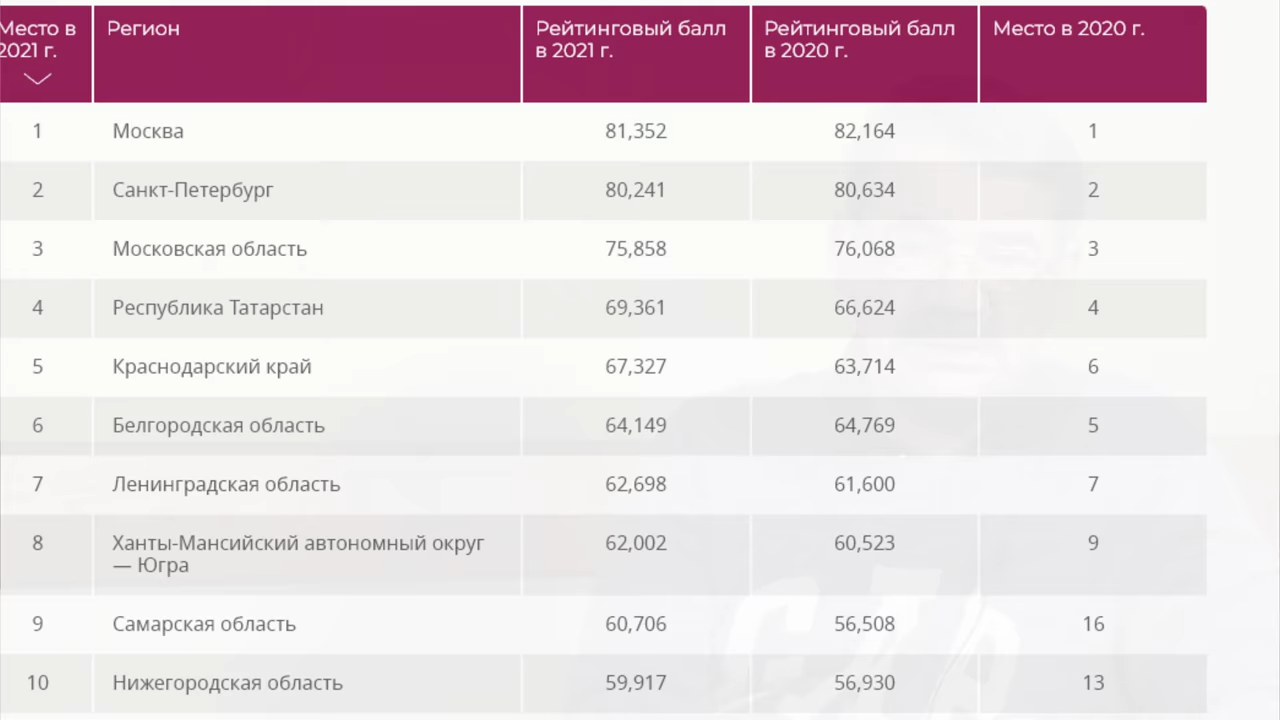 Место в 2021 г. Регион Рейтинговый балл в 2021 г. Рейтинговый балл в 2020 г. Место в 2020 г.
1 Москва 81,352 82,164 1
2 Санкт-Петербург 80,241 80,634 2
3 Московская область 75,858 76,068 3
4 Республика Татарстан 69,361 66,624 4
5 Краснодарский край 67,327 63,714 6
6 Белгородская область 64,149 64,769 5
7 Ленинградская область 62,698 61,600 7
8 Ханты-Мансийский автономный округ — Югра 62,002 60,523 9
9 Самарская область 60,706 56,508 16
10 Нижегородская область 59,917 56,930 13